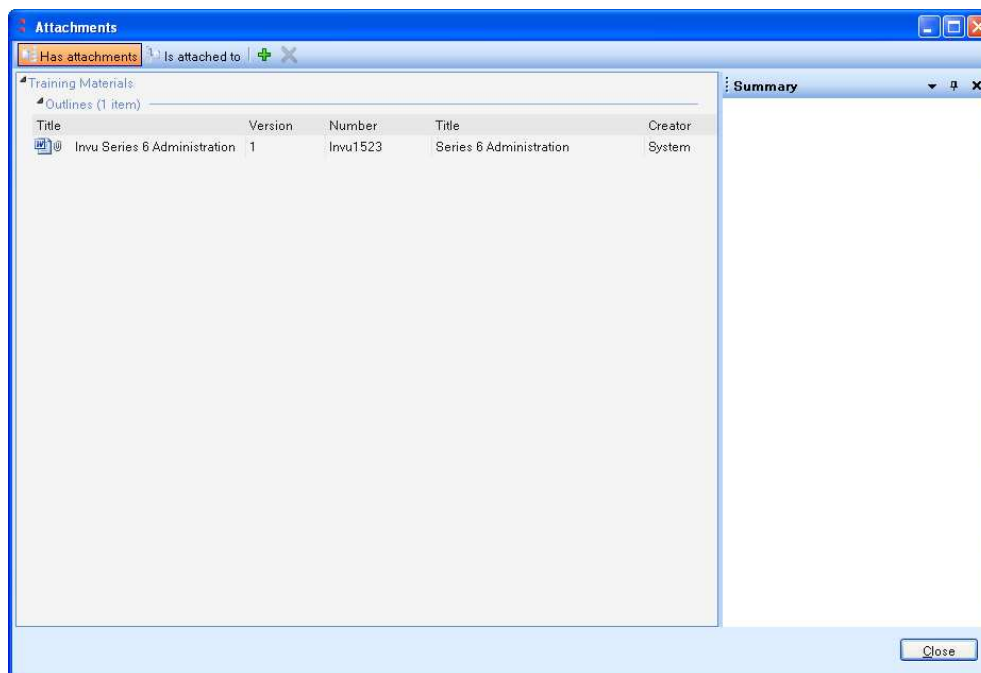 Attachments
Has attachments Is attached to
Training Materials
Outlines (1 item)
Title Version Number Title Creator
Invu Series 6 Administration 1 Invu1523 Series 6 Administration System
Summary
Close